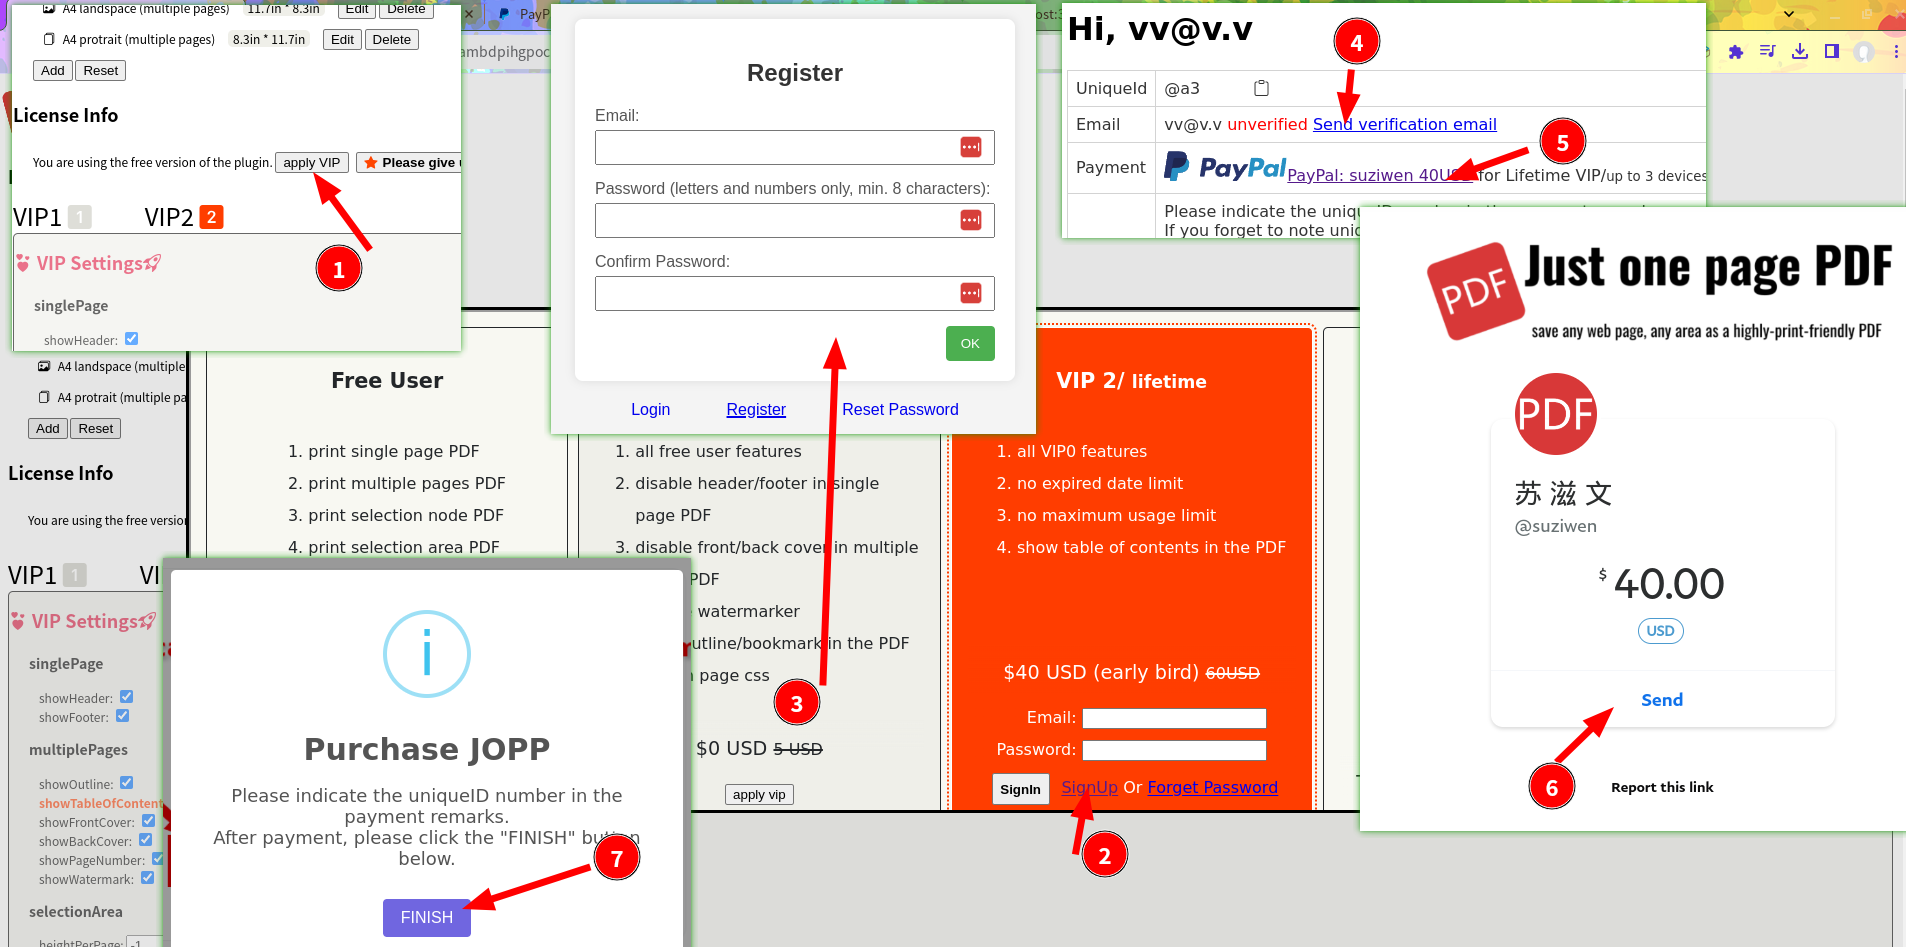 A4 landspace (multiple pages) 11.7in * 8.3in Edit Delete
A4 protrait (multiple pages) 8.3in * 11.7in Edit Delete
Add Reset
License Info
You are using the free version of the plugin. apply VIP Please give
VIP1 1 VIP2 2
VIP Settings
singlePage
showHeader:
1
A4 landspace (multiple
A4 protrait (multiple pa
Add Reset
License Info
You are using the free version
VIP1 1 VI
VIP Settings
singlePage
showHeader:
showFooter:
multiplePages
showOutline:
showTableOfContent
showFrontCover:
showBackCover:
showPageNumber:
showWatermark:
selectionArea
heightPerPage: -1
PayP
ambdpihgpoc
ost:3
Register
Email:
Password (letters and numbers only, min. 8 characters):
Confirm Password:
OK
Login Register Reset Password
3
Hi, vv@v.v
4
UniqueId @a3
Email vv@v.v unverified Send verification email
5
Payment PayPal PayPal: suziwen 40USD for Lifetime VIP/up to 3 devices
Please indicate the
If you forget to note
Free User
1. print single page PDF
2. print multiple pages PDF
3. print selection node PDF
4. print selection area PDF
1. all free user features
2. disable header/footer in single
page PDF
3. disable front/back cover in multiple
PDF
watermarker
utline/bookmark in the PDF
page css
$0 USD 5 USD
apply vip
VIP 2/ lifetime
1. all VIP0 features
2. no expired date limit
3. no maximum usage limit
4. show table of contents in the PDF
$40 USD (early bird) 60USD
Email:
Password:
SignIn SignUp Or Forget Password
2
Purchase JOPP
Please indicate the uniqueID number in the
payment remarks.
After payment, please click the "FINISH" button
below.
7
FINISH
PDF Just one page PDF
save any web page, any area as a highly-print-friendly PDF
PDF
苏 滋 文
@suziwen
$ 40.00
USD
Send
6
Report this link